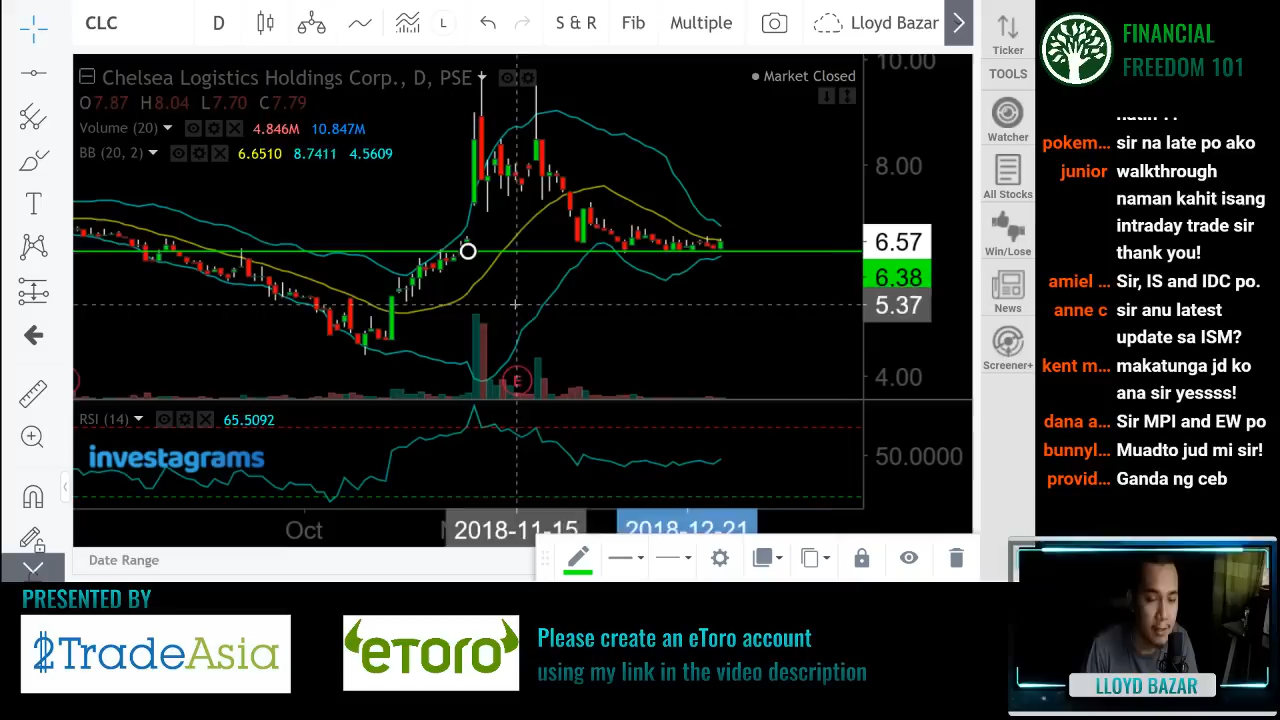 CLC
D
L
S & R
Fib
Multiple
Lloyd Bazar
Chelsea Logistics Holdings Corp., D, PSE
Market Closed
O7.87 H8.04 L7.70 C7.79
Volume (20) 4.846M 10.847M
BB (20, 2) 6.6510 8.7411 4.5609
10.00
8.00
6.57
6.38
5.37
4.00
E
RSI (14) 65.5092
investagrams
50.0000
Oct
2018-11-15
2018-12-21
Date Range
Ticker
TOOLS
Watcher
All Stocks
Win/Lose
News
Screener+
FINANCIAL
FREEDOM 101
pokem... sir na late po ako
junior walkthrough
naman kahit isang
intraday trade sir
thank you!
amiel ... Sir, IS and IDC po.
anne c sir anu latest
update sa ISM?
kent m... makatunga jd ko
ana sir yessss!
dana a... Sir MPI and EW po
bunnyl... Muadto jud mi sir!
provid... Ganda ng ceb
PRESENTED BY
2TradeAsia
eToro
Please create an eToro account
using my link in the video description
LLOYD BAZAR